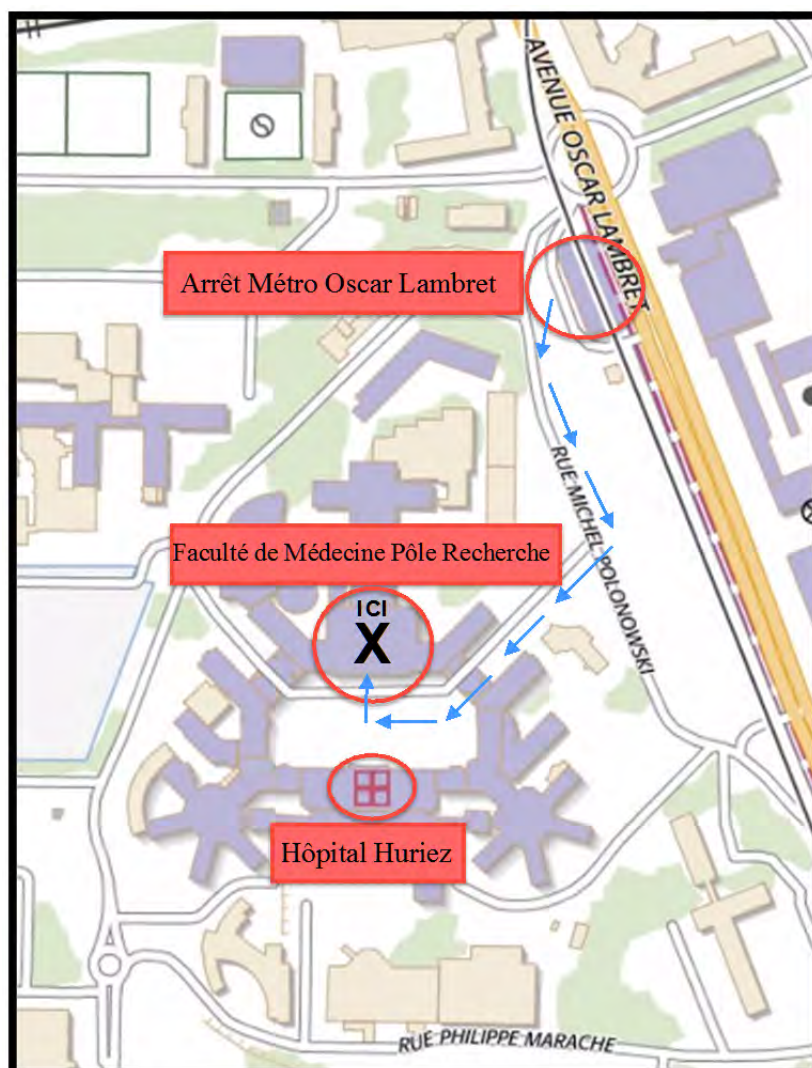 AVENUE OSCAR LAMBRET
Arrêt Métro Oscar Lambret
RUE MICHEL POLONOWSKI
Faculté de Médecine Pôle Recherche
ICI
X
Hôpital Huriez
RUE PHILIPPE MARACHE